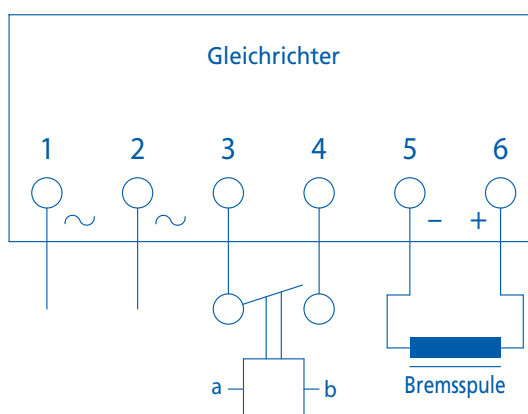 Gleichrichter
1 2 3 4 5 6
∼ ∼ – +
a b
Bremsspule